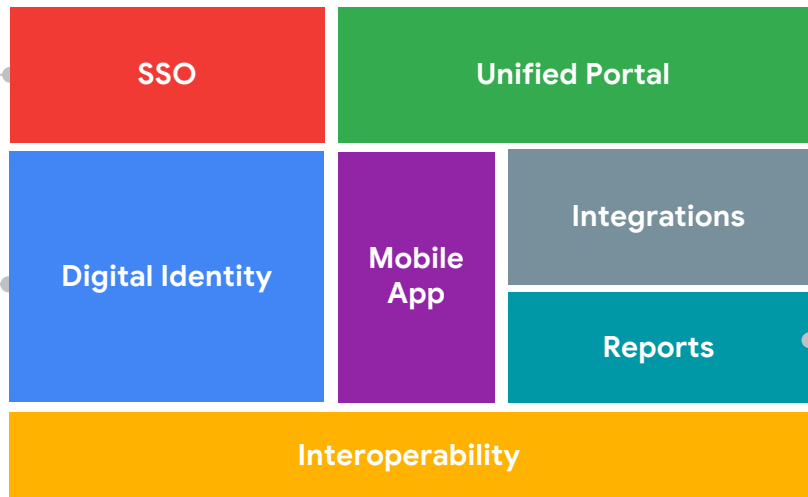 SSO
Unified Portal
Digital Identity
Mobile
App
Integrations
Reports
Interoperability